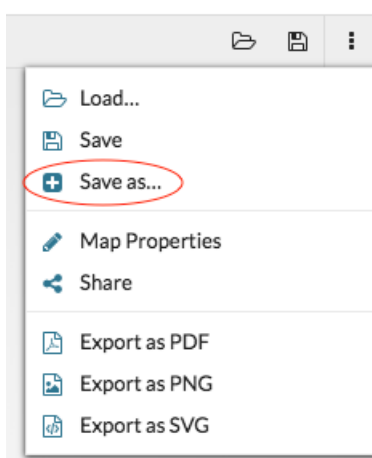 Load...
Save
Save as...
Map Properties
Share
Export as PDF
Export as PNG
Export as SVG